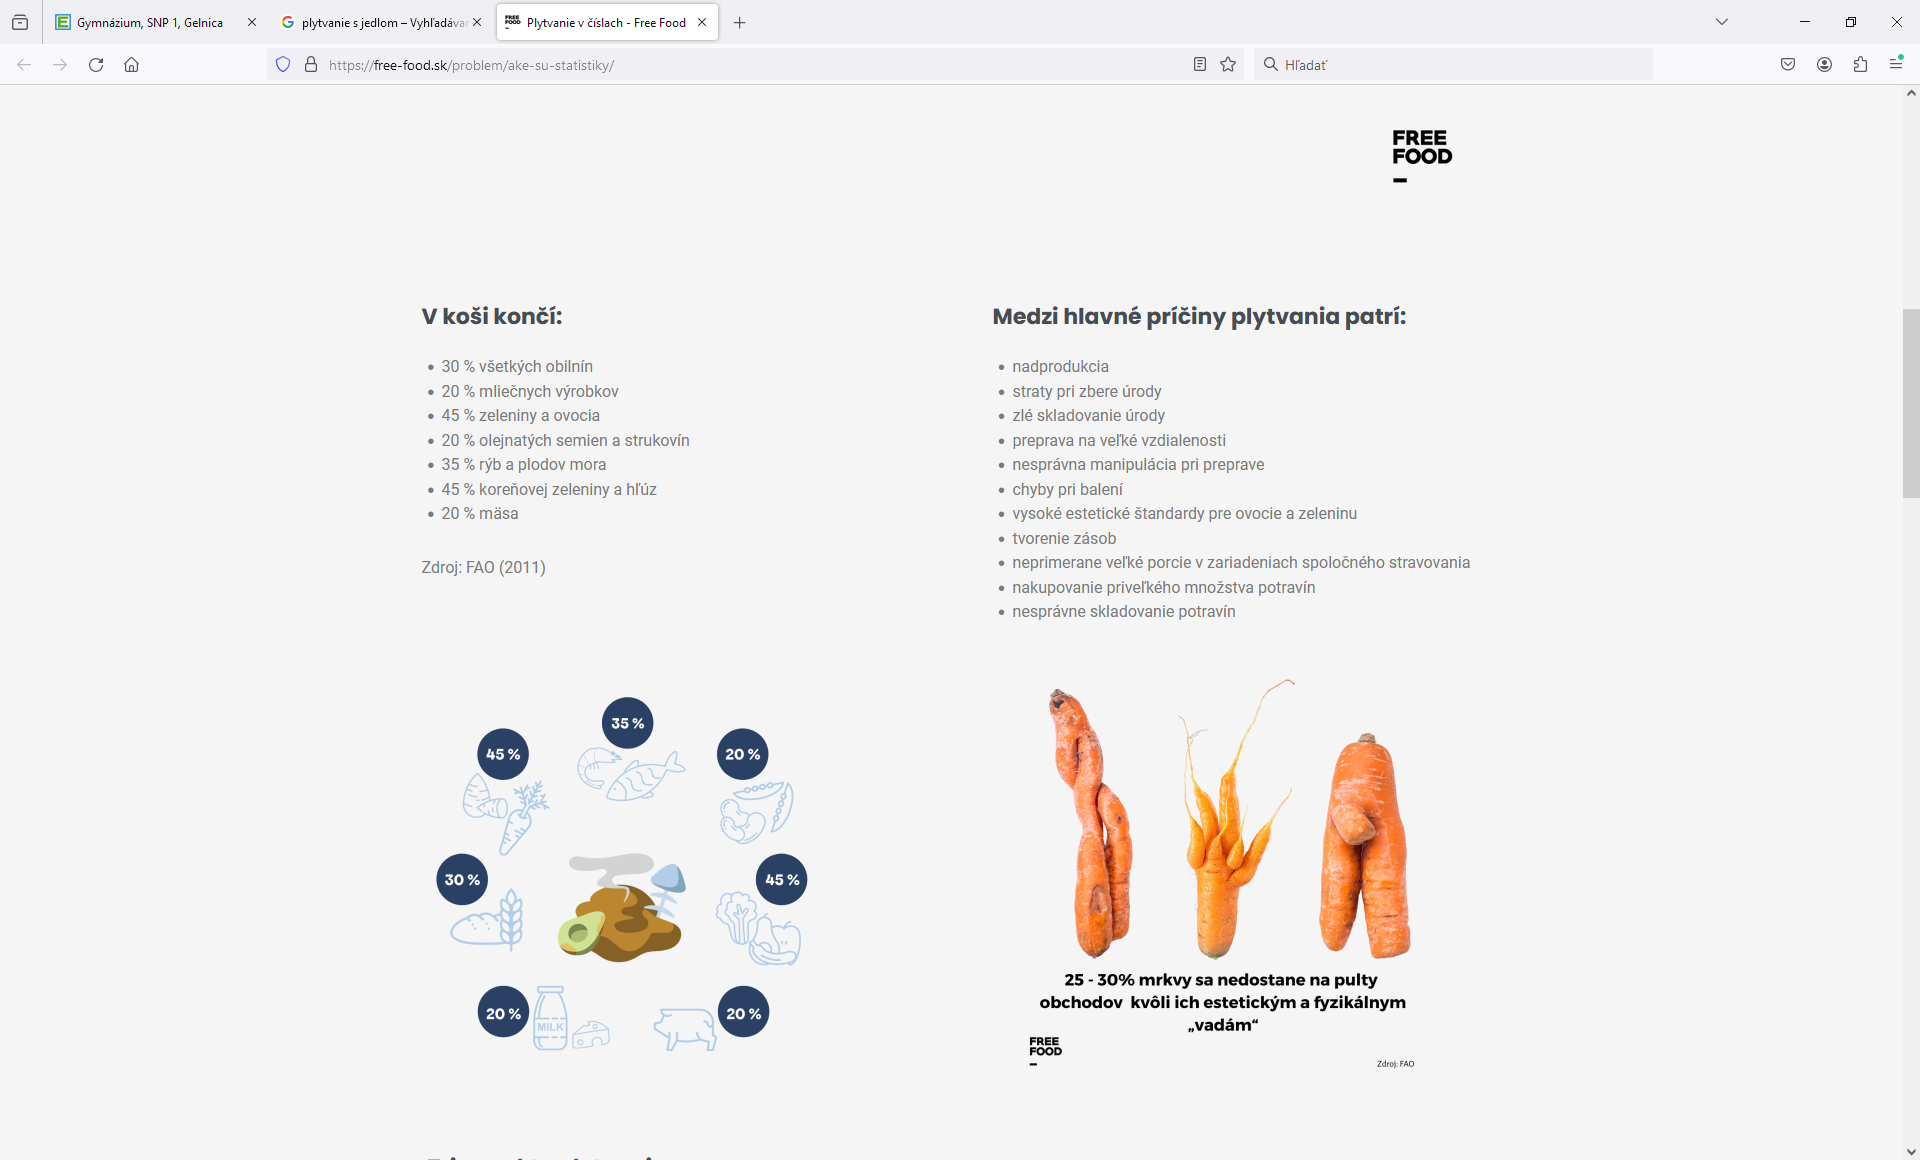 Gymnázium, SNP 1, Gelnica
plytvanie s jedlom – Vyhľadávan
FREE
FOOD
Plytvanie v číslach - Free Food
https://free-food.sk/problem/ake-su-statistiky/
Hľadať
FREE
FOOD
V koši končí:
30 % všetkých obilnín
20 % mliečnych výrobkov
45 % zeleniny a ovocia
20 % olejnatých semien a strukovín
35 % rýb a plodov mora
45 % koreňovej zeleniny a hľúz
20 % mäsa
Zdroj: FAO (2011)
Medzi hlavné príčiny plytvania patrí:
nadprodukcia
straty pri zbere úrody
zlé skladovanie úrody
preprava na veľké vzdialenosti
nesprávna manipulácia pri preprave
chyby pri balení
vysoké estetické štandardy pre ovocie a zeleninu
tvorenie zásob
neprimerane veľké porcie v zariadeniach spoločného stravovania
nakupovanie priveľkého množstva potravín
nesprávne skladovanie potravín
35 %
45 %
20 %
30 %
45 %
20 %
MILK
20 %
25 - 30% mrkvy sa nedostane na pulty
obchodov kvôli ich estetickým a fyzikálnym
„vadám“
FREE
FOOD
Zdroj: FAO